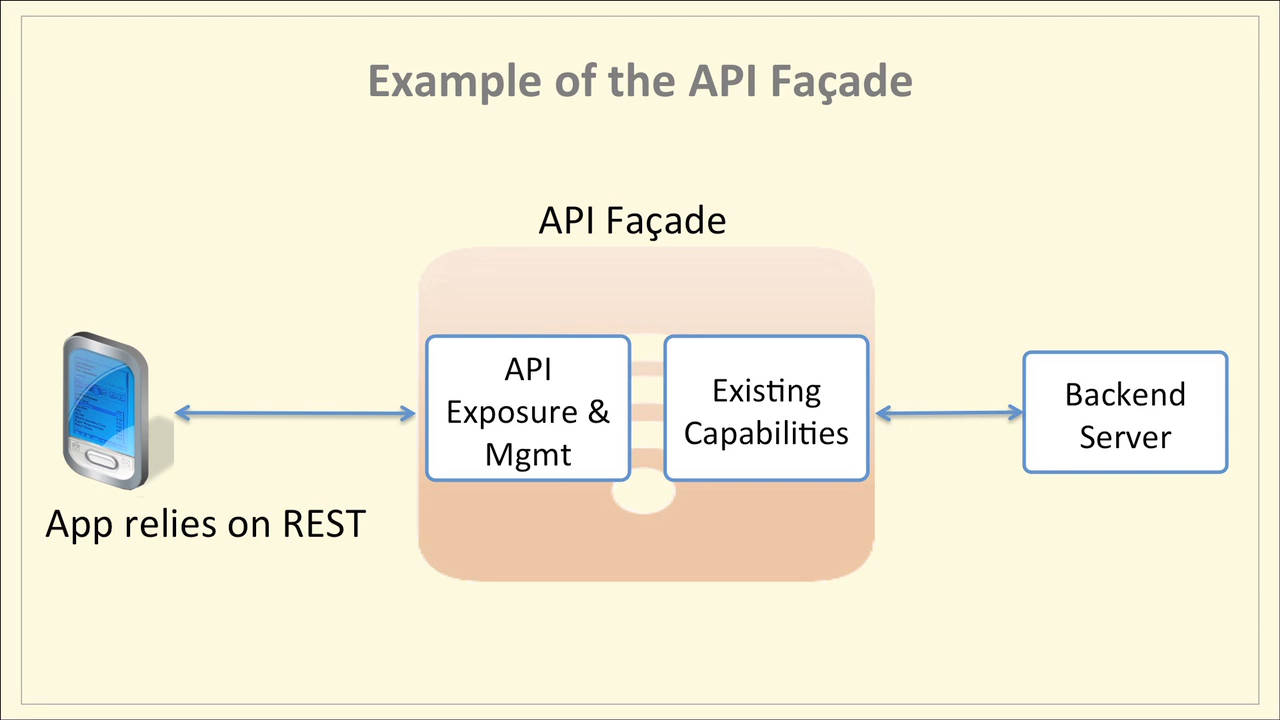 Example of the API Façade
API Façade
API
Exposure &
Mgmt
Existing
Capabilities
Backend
Server
App relies on REST